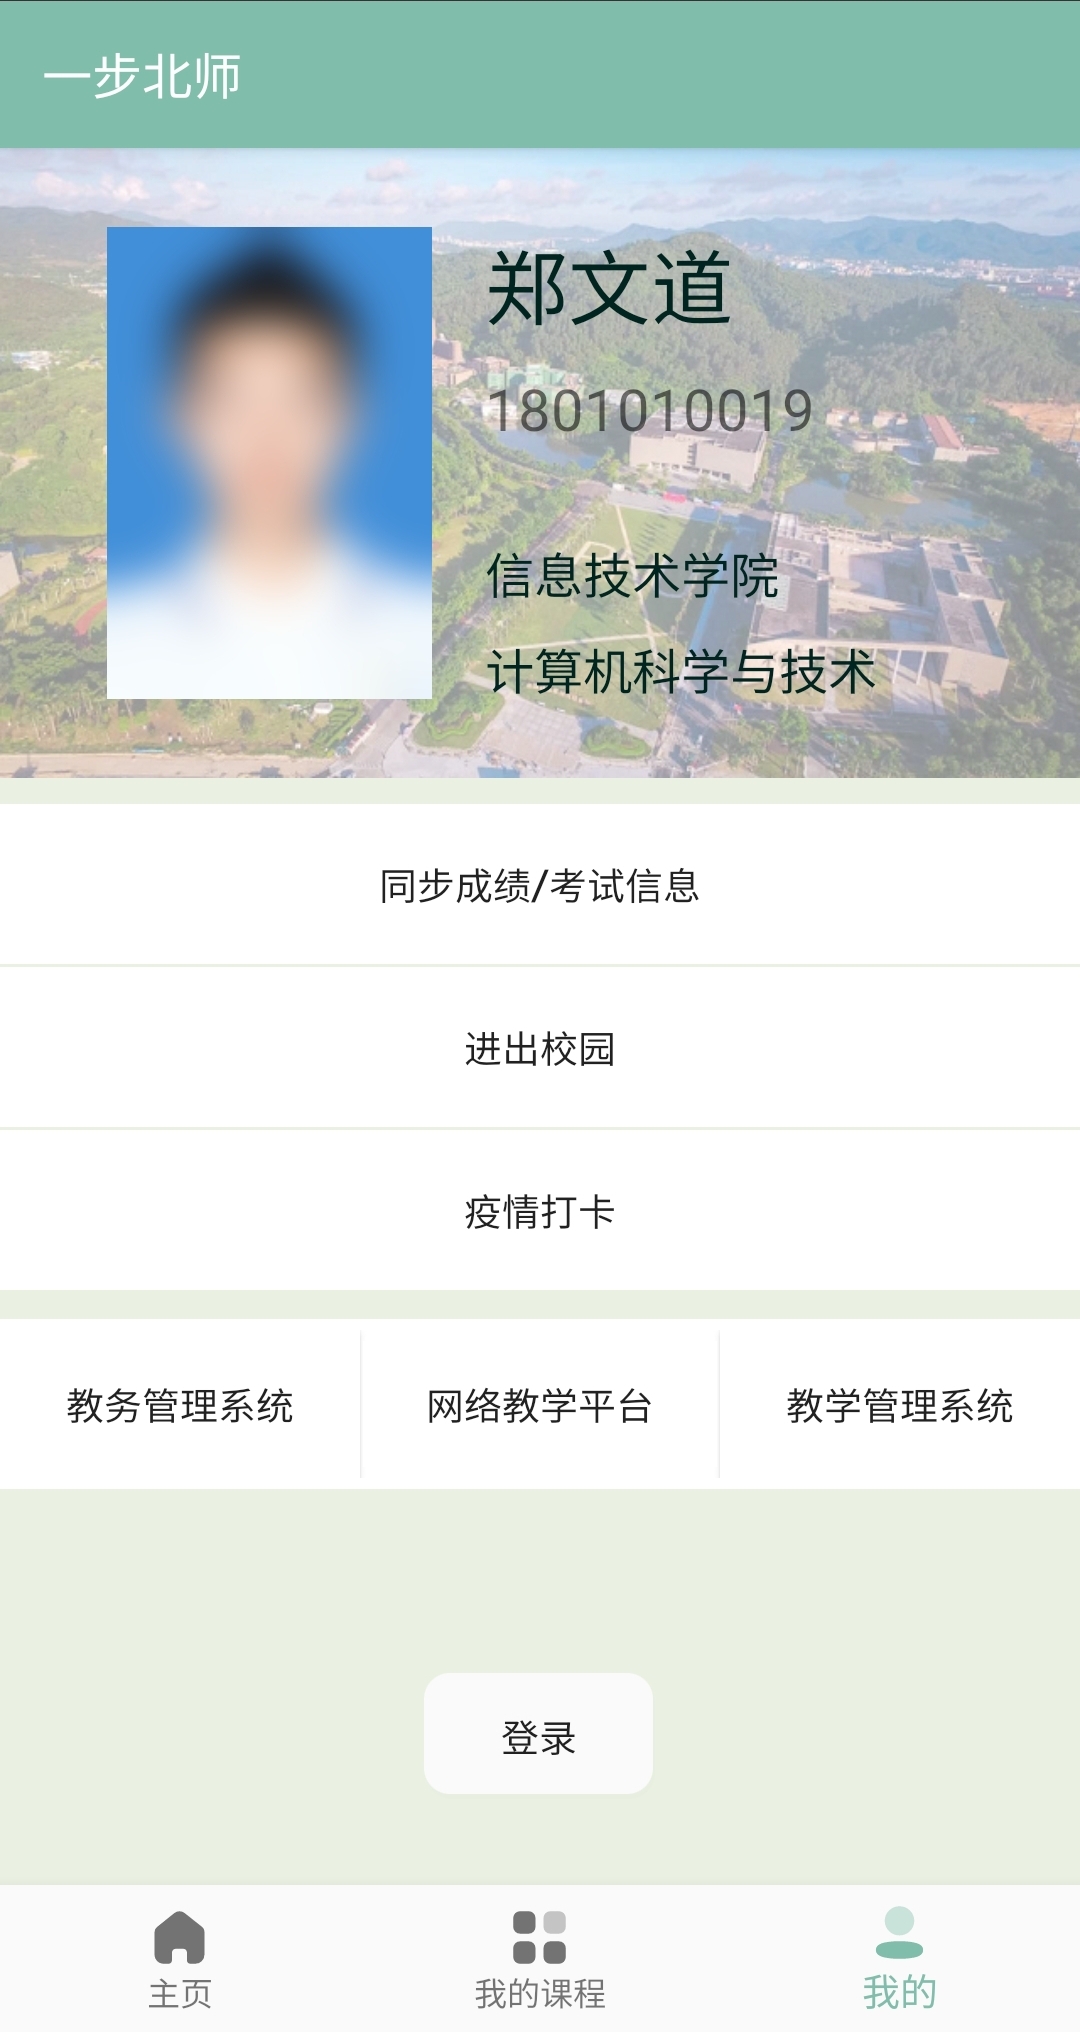 一步北师
郑文道
1801010019
信息技术学院
计算机科学与技术
同步成绩/考试信息
进出校园
疫情打卡
教务管理系统 网络教学平台 教学管理系统
登录
主页 我的课程 我的